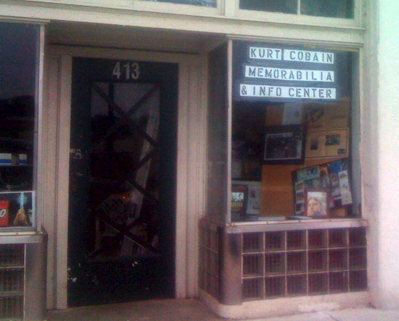 413
KURT COBAIN
MEMORABILIA
& INFO CENTER